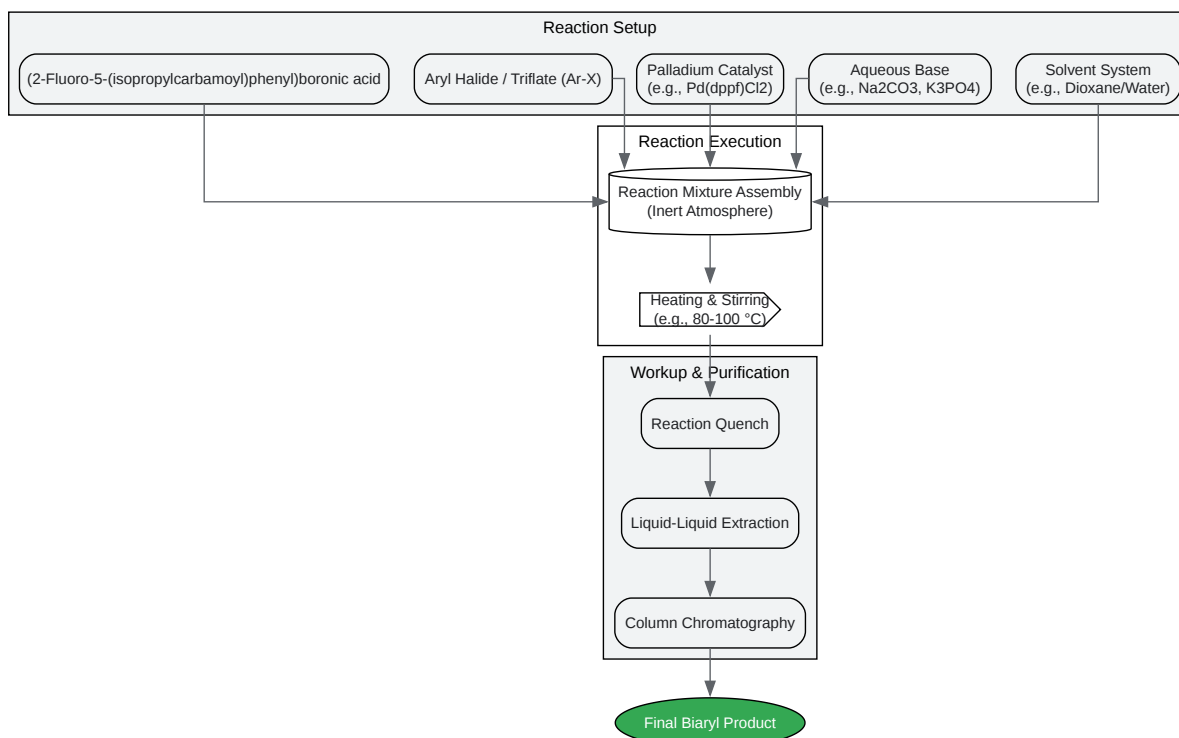 Reaction Setup
(2-Fluoro-5-(isopropylcarbamoyl)phenyl)boronic acid
Aryl Halide / Triflate (Ar-X)
Palladium Catalyst
(e.g., Pd(dppf)Cl2)
Aqueous Base
(e.g., Na2CO3, K3PO4)
Solvent System
(e.g., Dioxane/Water)
Reaction Execution
Reaction Mixture Assembly
(Inert Atmosphere)
Heating & Stirring
(e.g., 80-100 °C)
Workup & Purification
Reaction Quench
Liquid-Liquid Extraction
Column Chromatography
Final Biaryl Product